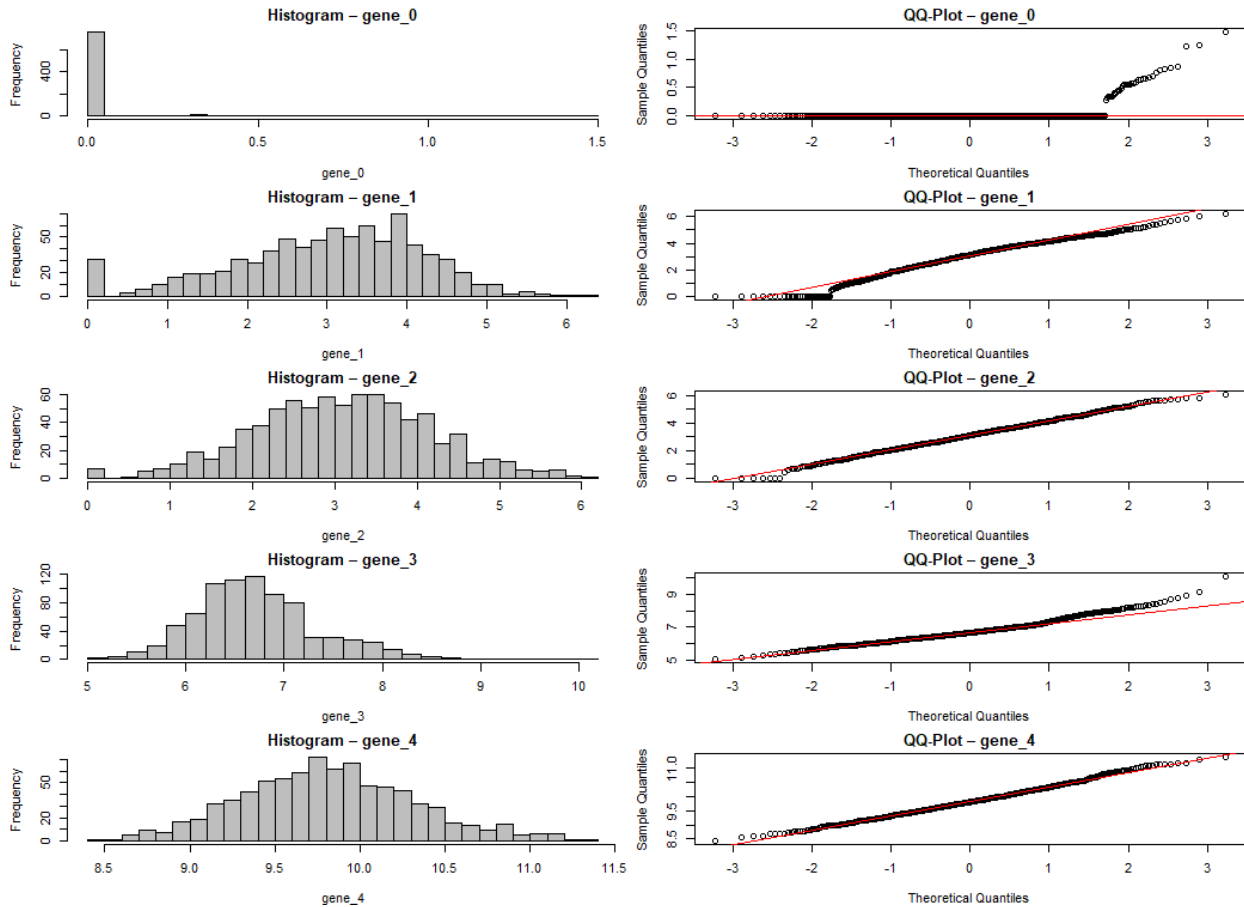 Histogram – gene_0
Frequency
400
0
0.0 0.5 1.0 1.5
gene_0
QQ-Plot – gene_0
Sample Quantiles
1.5
1.0
0.5
0.0
-3 -2 -1 0 1 2 3
Theoretical Quantiles
Histogram – gene_1
Frequency
50
20
0
0 1 2 3 4 5 6
gene_1
QQ-Plot – gene_1
Sample Quantiles
6
4
2
0
-3 -2 -1 0 1 2 3
Theoretical Quantiles
Histogram – gene_2
Frequency
60
40
20
0
0 1 2 3 4 5 6
gene_2
QQ-Plot – gene_2
Sample Quantiles
6
4
2
0
-3 -2 -1 0 1 2 3
Theoretical Quantiles
Histogram – gene_3
Frequency
120
80
40
0
5 6 7 8 9 10
gene_3
QQ-Plot – gene_3
Sample Quantiles
9
7
5
-3 -2 -1 0 1 2 3
Theoretical Quantiles
Histogram – gene_4
Frequency
50
20
0
8.5 9.0 9.5 10.0 10.5 11.0 11.5
gene_4
QQ-Plot – gene_4
Sample Quantiles
11.0
9.5
8.5
-3 -2 -1 0 1 2 3
Theoretical Quantiles